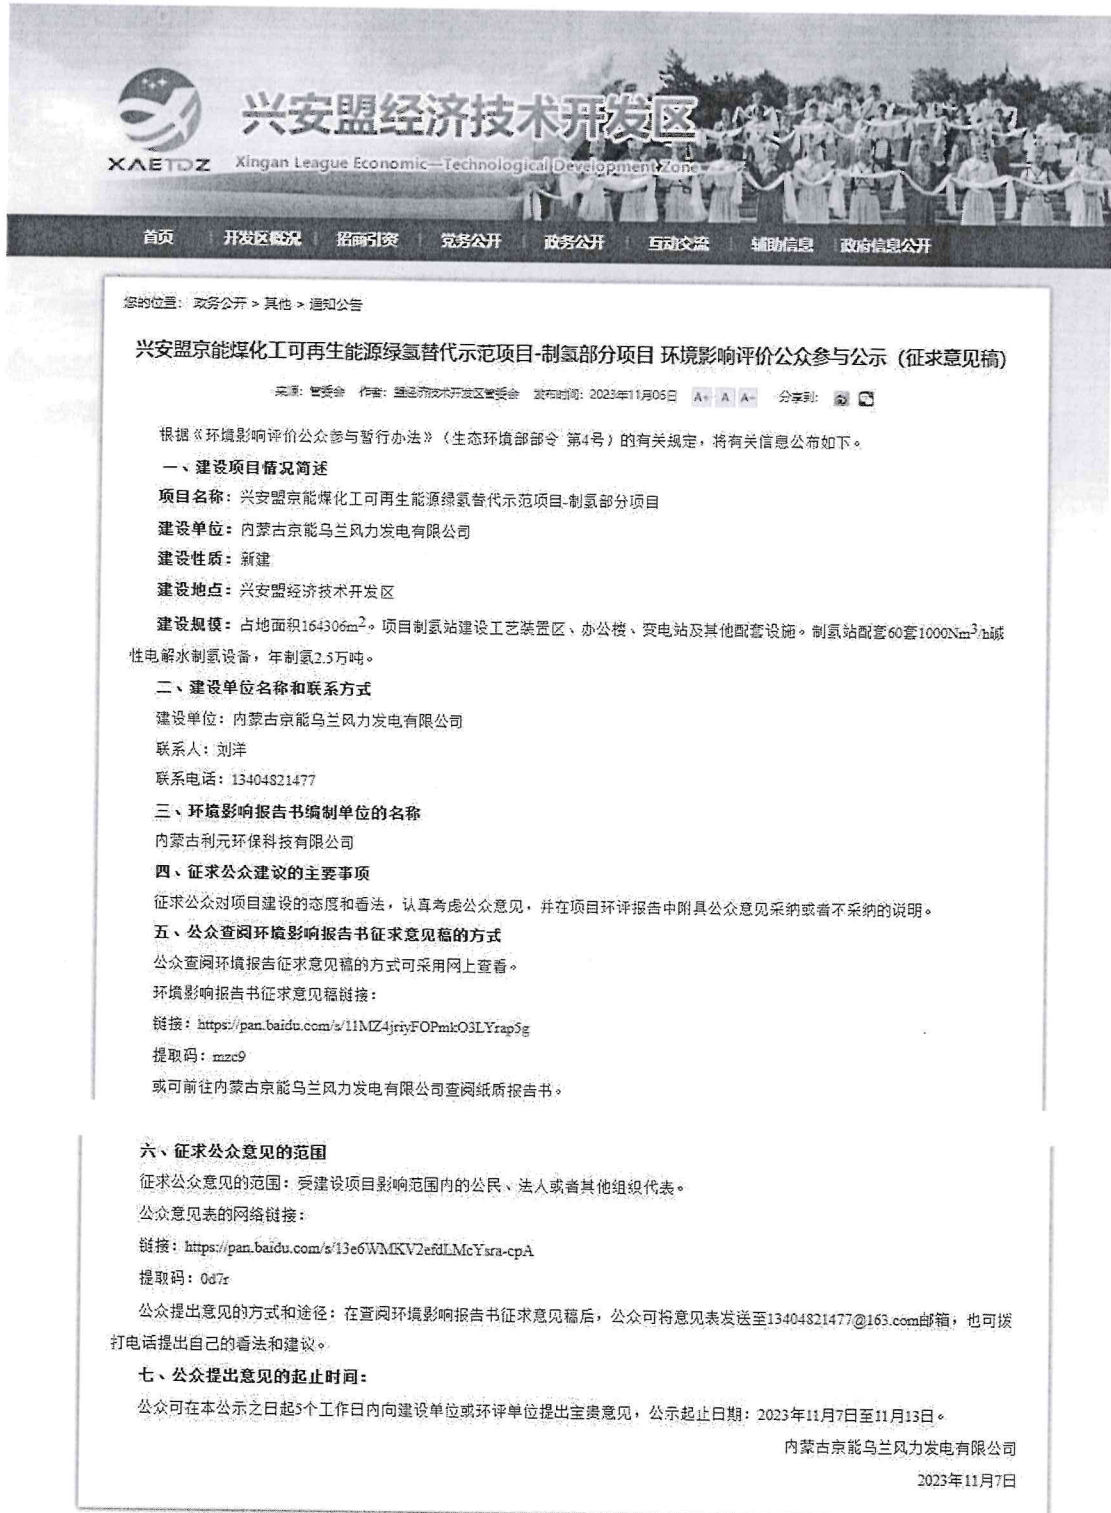 兴安盟经济技术开发区
XAETDZ
Xingan League Economic—Technological Development Zone
首页 开发区概况 招商引资 党务公开 政务公开 互动交流 辅助信息 政府信息公开
您的位置： 政务公开 > 其他 > 通知公告
兴安盟京能煤化工可再生能源绿氢替代示范项目-制氢部分项目 环境影响评价公众参与公示（征求意见稿）
来源：管委会 作者：盟经济技术开发区管委会 发布时间：2023年11月06日 A+ A A- 分享到：
根据《环境影响评价公众参与暂行办法》（生态环境部部令 第4号）的有关规定，将有关信息公布如下。
一、建设项目情况简述
项目名称：兴安盟京能煤化工可再生能源绿氢替代示范项目-制氢部分项目
建设单位：内蒙古京能乌兰风力发电有限公司
建设性质：新建
建设地点：兴安盟经济技术开发区
建设规模：占地面积164306m²。项目制氢站建设工艺装置区、办公楼、变电站及其他配套设施。制氢站配套60套1000Nm³/h碱
性电解水制氢设备，年制氢2.5万吨。
二、建设单位名称和联系方式
建设单位：内蒙古京能乌兰风力发电有限公司
联系人：刘洋
联系电话：13404821477
三、环境影响报告书编制单位的名称
内蒙古利元环保科技有限公司
四、征求公众建议的主要事项
征求公众对项目建设的态度和看法，认真考虑公众意见，并在项目环评报告中附具公众意见采纳或者不采纳的说明。
五、公众查阅环境影响报告书征求意见稿的方式
公众查阅环境报告征求意见稿的方式可采用网上查看。
环境影响报告书征求意见稿链接：
链接：https://pan.baidu.com/s/11MZ4jriyFOPmkO3LYrap5g
提取码：mzc9
或可前往内蒙古京能乌兰风力发电有限公司查阅纸质报告书。
六、征求公众意见的范围
征求公众意见的范围：受建设项目影响范围内的公民、法人或者其他组织代表。
公众意见表的网络链接：
链接：https://pan.baidu.com/s/13e6WMKV2efdLMcYsra-cpA
提取码：0d7r
公众提出意见的方式和途径：在查阅环境影响报告书征求意见稿后，公众可将意见表发送至13404821477@163.com邮箱，也可拨
打电话提出自己的看法和建议。
七、公众提出意见的起止时间：
公众可在本公示之日起5个工作日内向建设单位或环评单位提出宝贵意见，公示起止日期：2023年11月7日至11月13日。
内蒙古京能乌兰风力发电有限公司
2023年11月7日